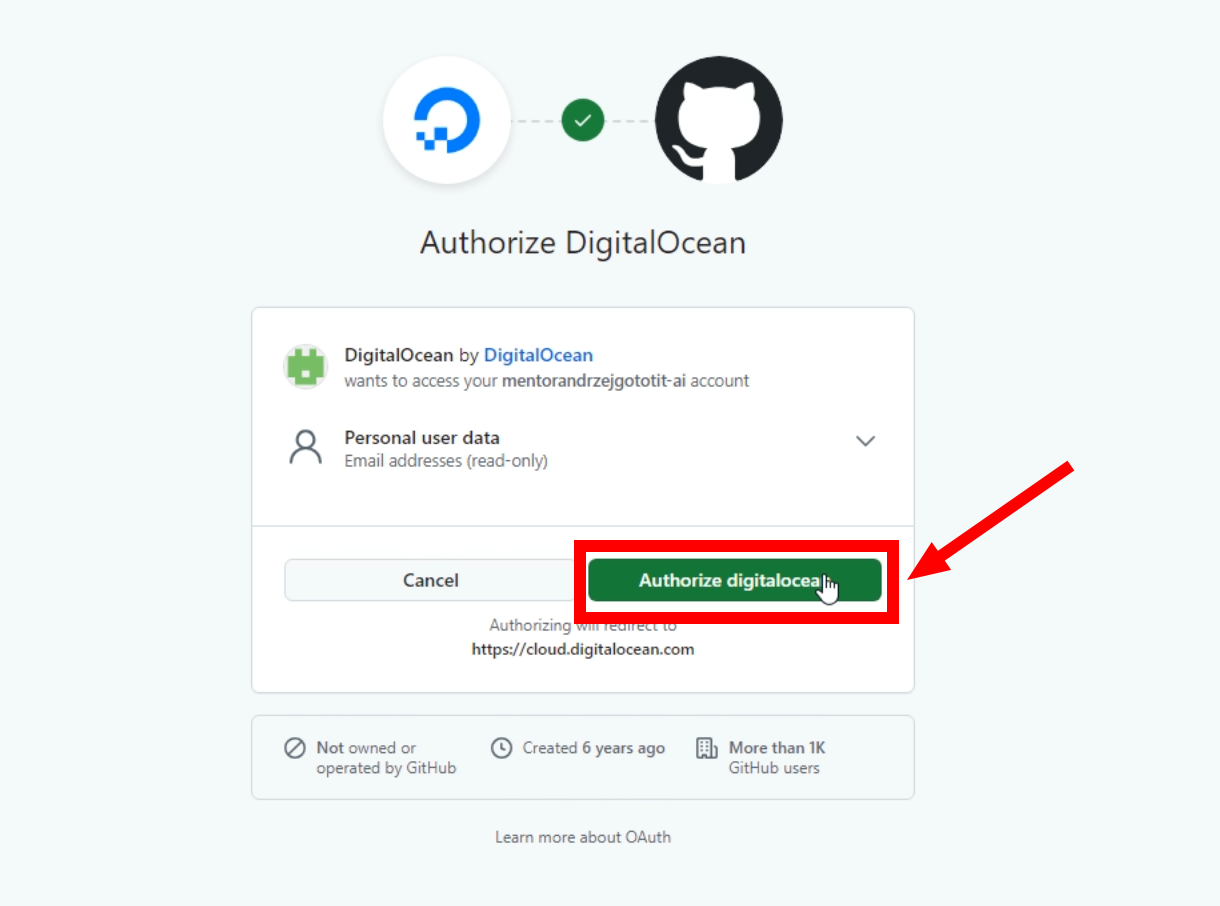 Authorize DigitalOcean
DigitalOcean by DigitalOcean
wants to access your mentorandrzejgototit-ai account
Personal user data
Email addresses (read-only)
Cancel
Authorize digitalocean
Authorizing will redirect to
https://cloud.digitalocean.com
Not owned or
operated by GitHub
Created 6 years ago
More than 1K
GitHub users
Learn more about OAuth